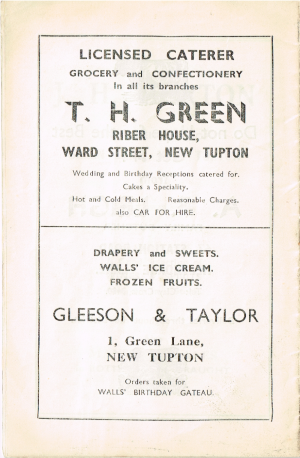 LICENSED CATERER
GROCERY and CONFECTIONERY
In all its branches
T. H. GREEN
RIBER HOUSE,
WARD STREET, NEW TUPTON
Wedding and Birthday Receptions catered for.
Cakes a Speciality.
Hot and Cold Meals. Reasonable Charges.
also CAR FOR HIRE.
DRAPERY and SWEETS.
WALLS' ICE CREAM.
FROZEN FRUITS.
GLEESON & TAYLOR
1, Green Lane,
NEW TUPTON
Orders taken for
WALLS' BIRTHDAY GATEAU.